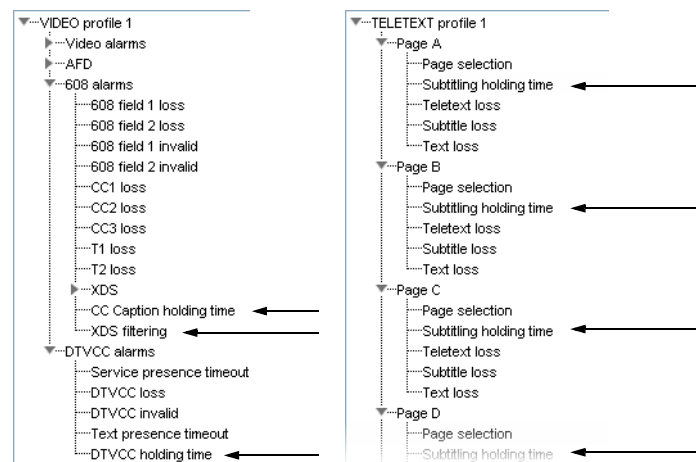 VIDEO profile 1
Video alarms
AFD
608 alarms
608 field 1 loss
608 field 2 loss
608 field 1 invalid
608 field 2 invalid
CC1 loss
CC2 loss
CC3 loss
T1 loss
T2 loss
XDS
CC Caption holding time
XDS filtering
DTVCC alarms
Service presence timeout
DTVCC loss
DTVCC invalid
Text presence timeout
DTVCC holding time
TELETEXT profile 1
Page A
Page selection
Subtitling holding time
Teletext loss
Subtitle loss
Text loss
Page B
Page selection
Subtitling holding time
Teletext loss
Subtitle loss
Text loss
Page C
Page selection
Subtitling holding time
Teletext loss
Subtitle loss
Text loss
Page D
Page selection
Subtitling holding time